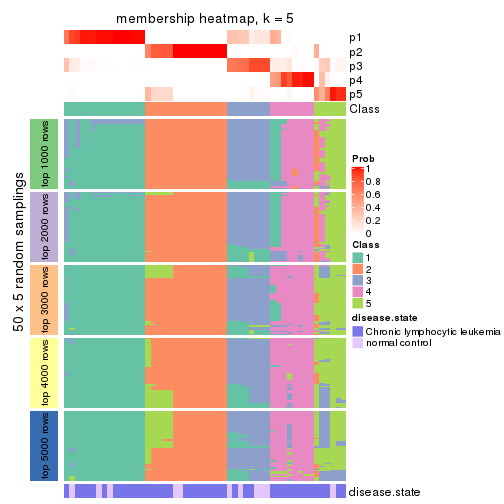 membership heatmap, k = 5
p1
p2
p3
p4
p5
Class
50 x 5 random samplings
top 1000 rows
top 2000 rows
top 3000 rows
top 4000 rows
top 5000 rows
disease.state
Prob
1
0.8
0.6
0.4
0.2
0
Class
1
2
3
4
5
disease.state
Chronic lymphocytic leukemia
normal control